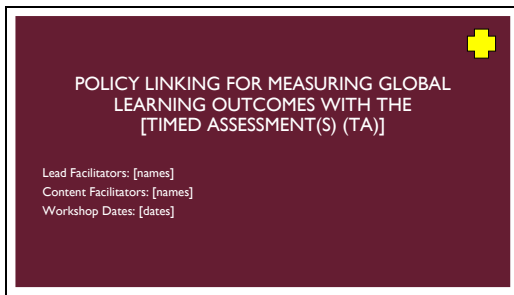 POLICY LINKING FOR MEASURING GLOBAL
LEARNING OUTCOMES WITH THE
[TIMED ASSESSMENT(S) (TA)]
Lead Facilitators: [names]
Content Facilitators: [names]
Workshop Dates: [dates]